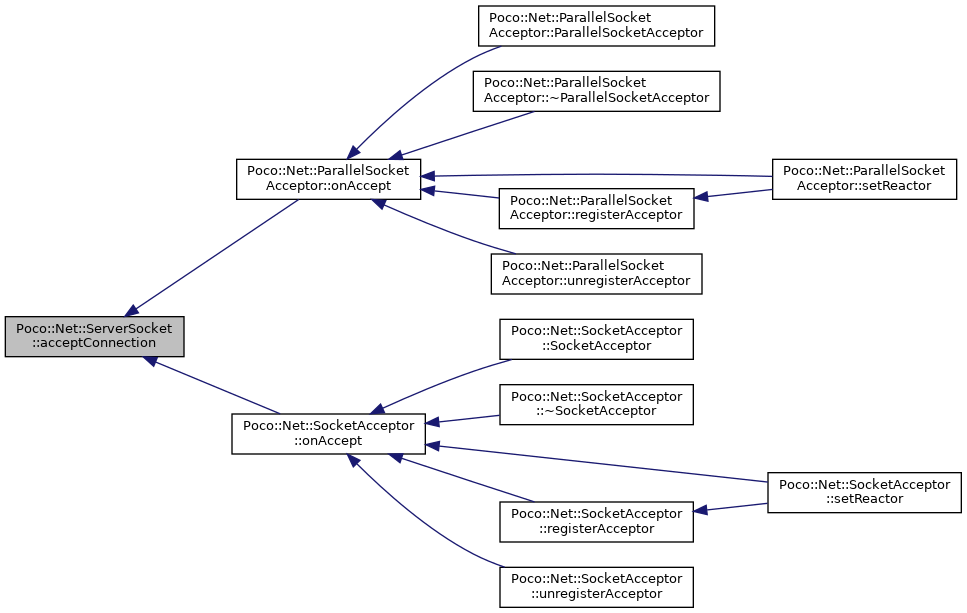 Poco::Net::ParallelSocket
Acceptor::ParallelSocketAcceptor
Poco::Net::ParallelSocket
Acceptor::~ParallelSocketAcceptor
Poco::Net::ParallelSocket
Acceptor::onAccept
Poco::Net::ParallelSocket
Acceptor::setReactor
Poco::Net::ParallelSocket
Acceptor::registerAcceptor
Poco::Net::ParallelSocket
Acceptor::unregisterAcceptor
Poco::Net::ServerSocket
::acceptConnection
Poco::Net::SocketAcceptor
::SocketAcceptor
Poco::Net::SocketAcceptor
::~SocketAcceptor
Poco::Net::SocketAcceptor
::onAccept
Poco::Net::SocketAcceptor
::setReactor
Poco::Net::SocketAcceptor
::registerAcceptor
Poco::Net::SocketAcceptor
::unregisterAcceptor